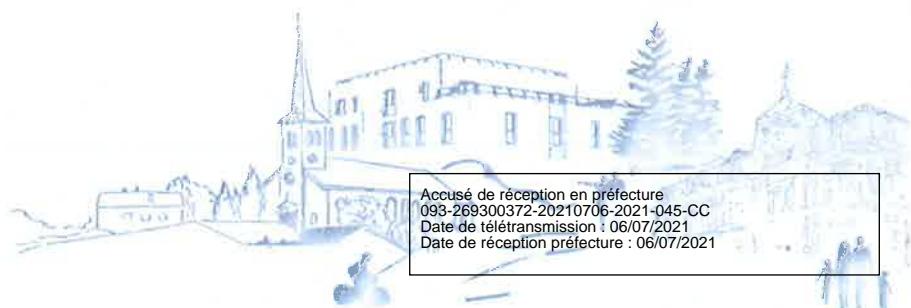 Accusé de réception en préfecture
093-269300372-20210706-2021-045-CC
Date de télétransmission : 06/07/2021
Date de réception préfecture : 06/07/2021